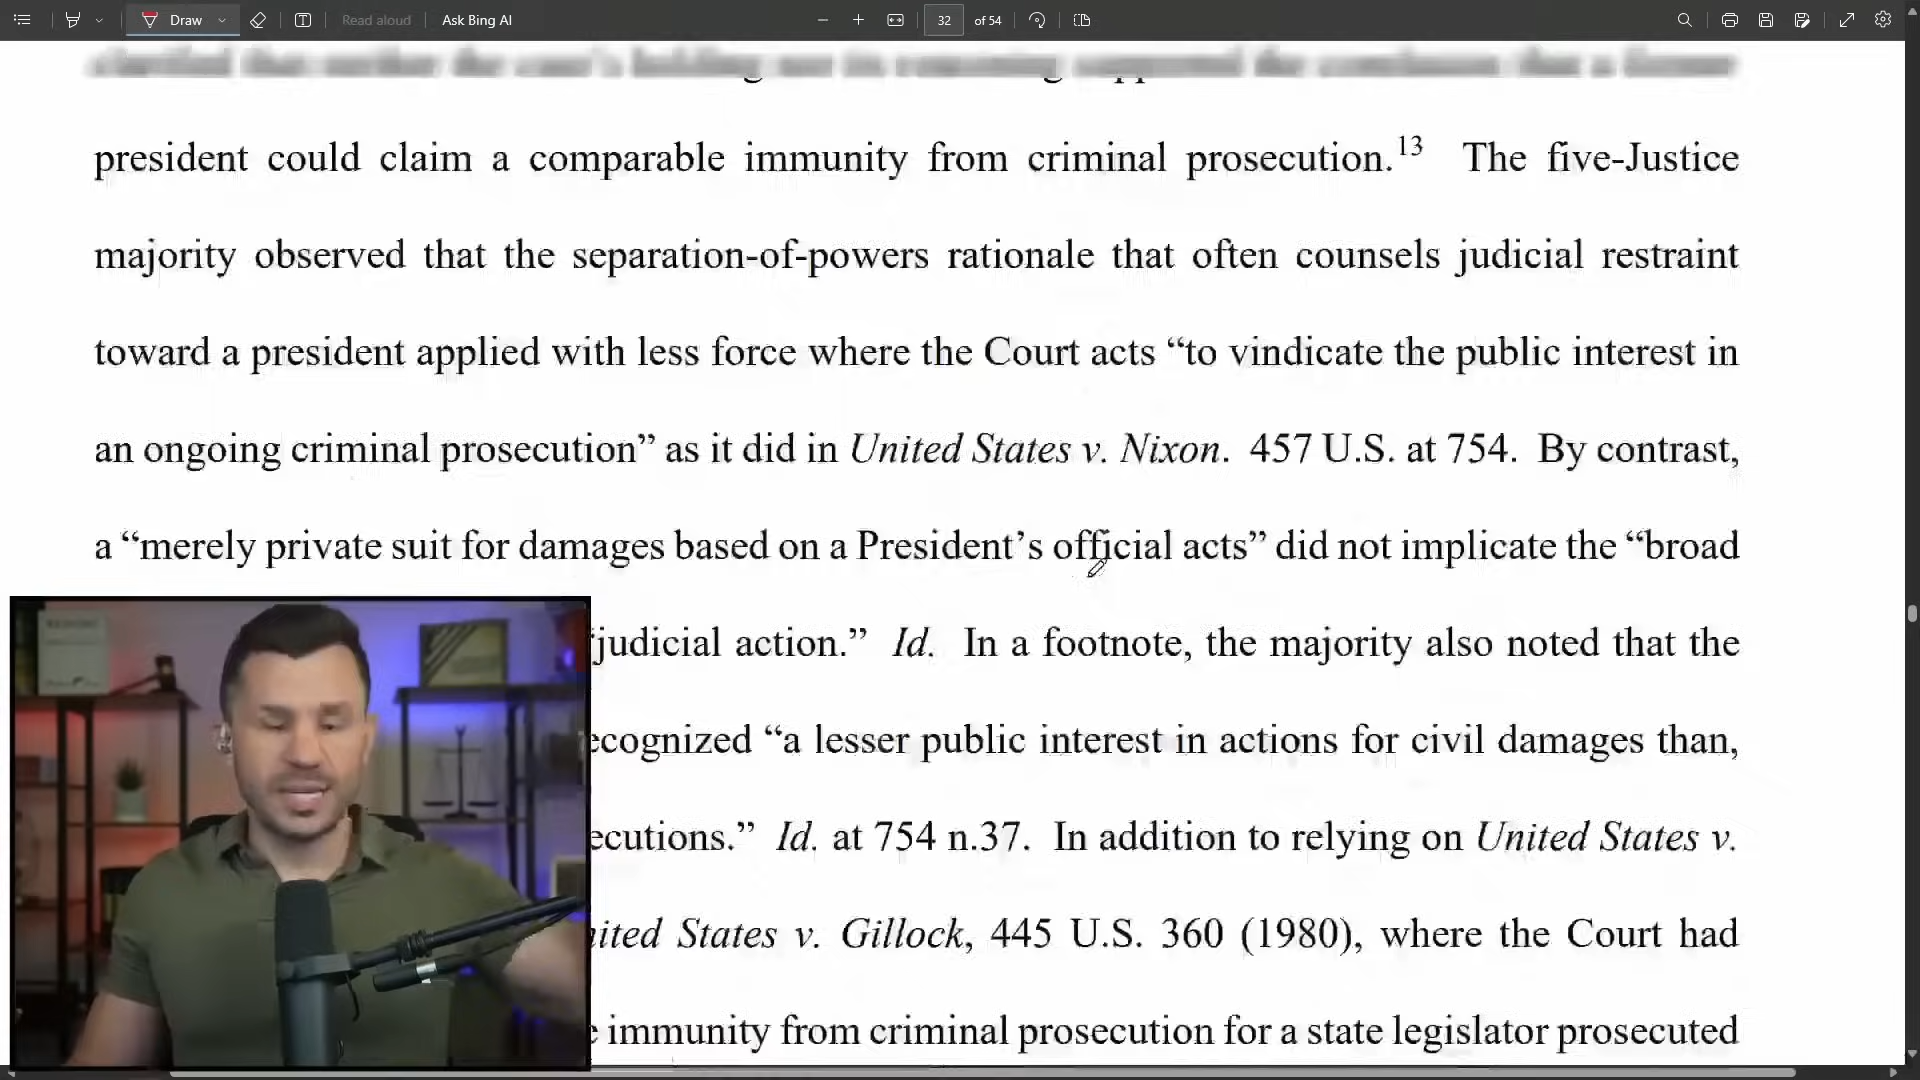 Draw
Read aloud
Ask Bing AI
32 of 54
president could claim a comparable immunity from criminal prosecution.13 The five-Justice
majority observed that the separation-of-powers rationale that often counsels judicial restraint
toward a president applied with less force where the Court acts “to vindicate the public interest in
an ongoing criminal prosecution” as it did in United States v. Nixon. 457 U.S. at 754. By contrast,
a “merely private suit for damages based on a President’s official acts” did not implicate the “broad
judicial action.” Id. In a footnote, the majority also noted that the
ecognized “a lesser public interest in actions for civil damages than,
ecutions.” Id. at 754 n.37. In addition to relying on United States v.
ited States v. Gillock, 445 U.S. 360 (1980), where the Court had
e immunity from criminal prosecution for a state legislator prosecuted